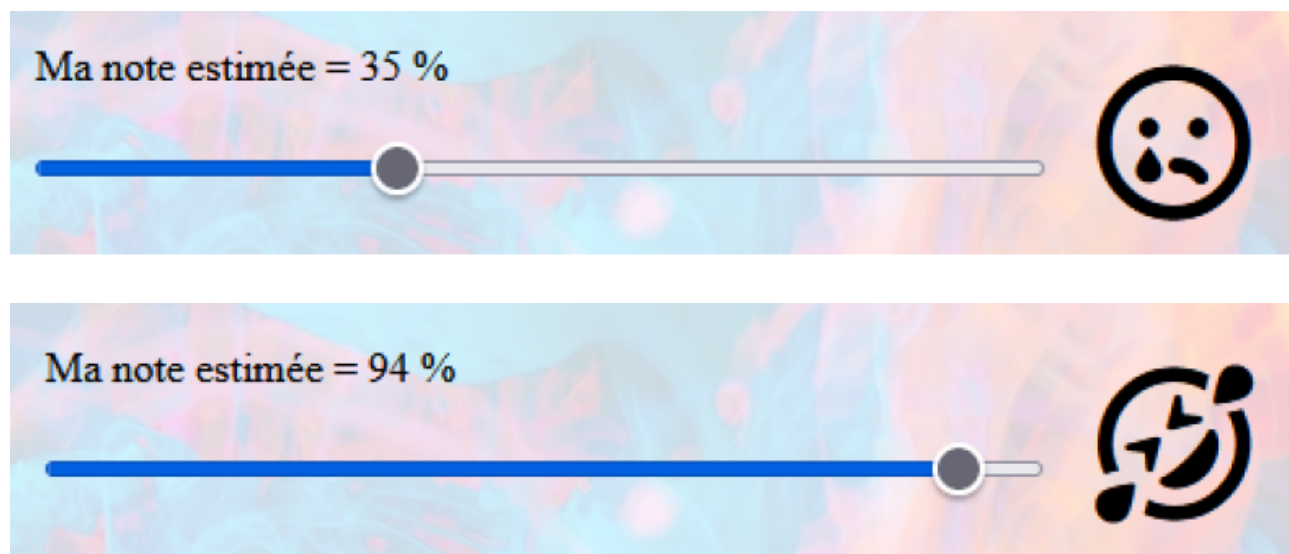 Ma note estimée = 35 %
Ma note estimée = 94 %